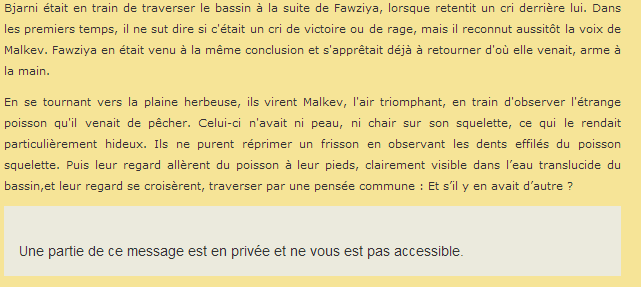 Bjarni était en train de traverser le bassin à la suite de Fawziya, lorsque retentit un cri derrière lui. Dans
les premiers temps, il ne sut dire si c'était un cri de victoire ou de rage, mais il reconnut aussitôt la voix de
Malkev. Fawziya en était venu à la même conclusion et s'apprêtait déjà à retourner d'où elle venait, arme à
la main.
En se tournant vers la plaine herbeuse, ils virent Malkev, l'air triomphant, en train d'observer l'étrange
poisson qu'il venait de pêcher. Celui-ci n'avait ni peau, ni chair sur son squelette, ce qui le rendait
particulièrement hideux. Ils ne purent réprimer un frisson en observant les dents effilés du poisson
squelette. Puis leur regard allèrent du poisson à leur pieds, clairement visible dans l’eau translucide du
bassin,et leur regard se croisèrent, traverser par une pensée commune : Et s’il y en avait d’autre ?
Une partie de ce message est en privée et ne vous est pas accessible.